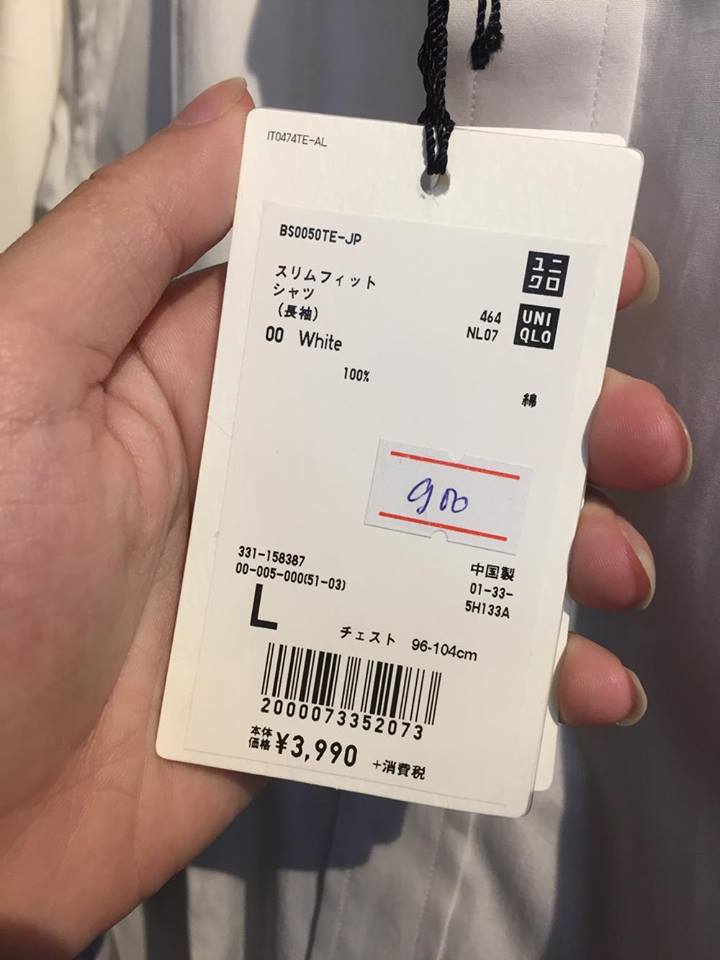 IT0474TE-AL
BS0050TE-JP
ユニ
クロ
スリムフィット
シャツ
(長袖)
464
NL07
UNI
QLO
00 White
100%
綿
900
331-158387
00-005-000(51-03)
中国製
01-33-
5H133A
L
チェスト 96-104cm
2000073352073
本体
価格 ¥3,990 +消費税